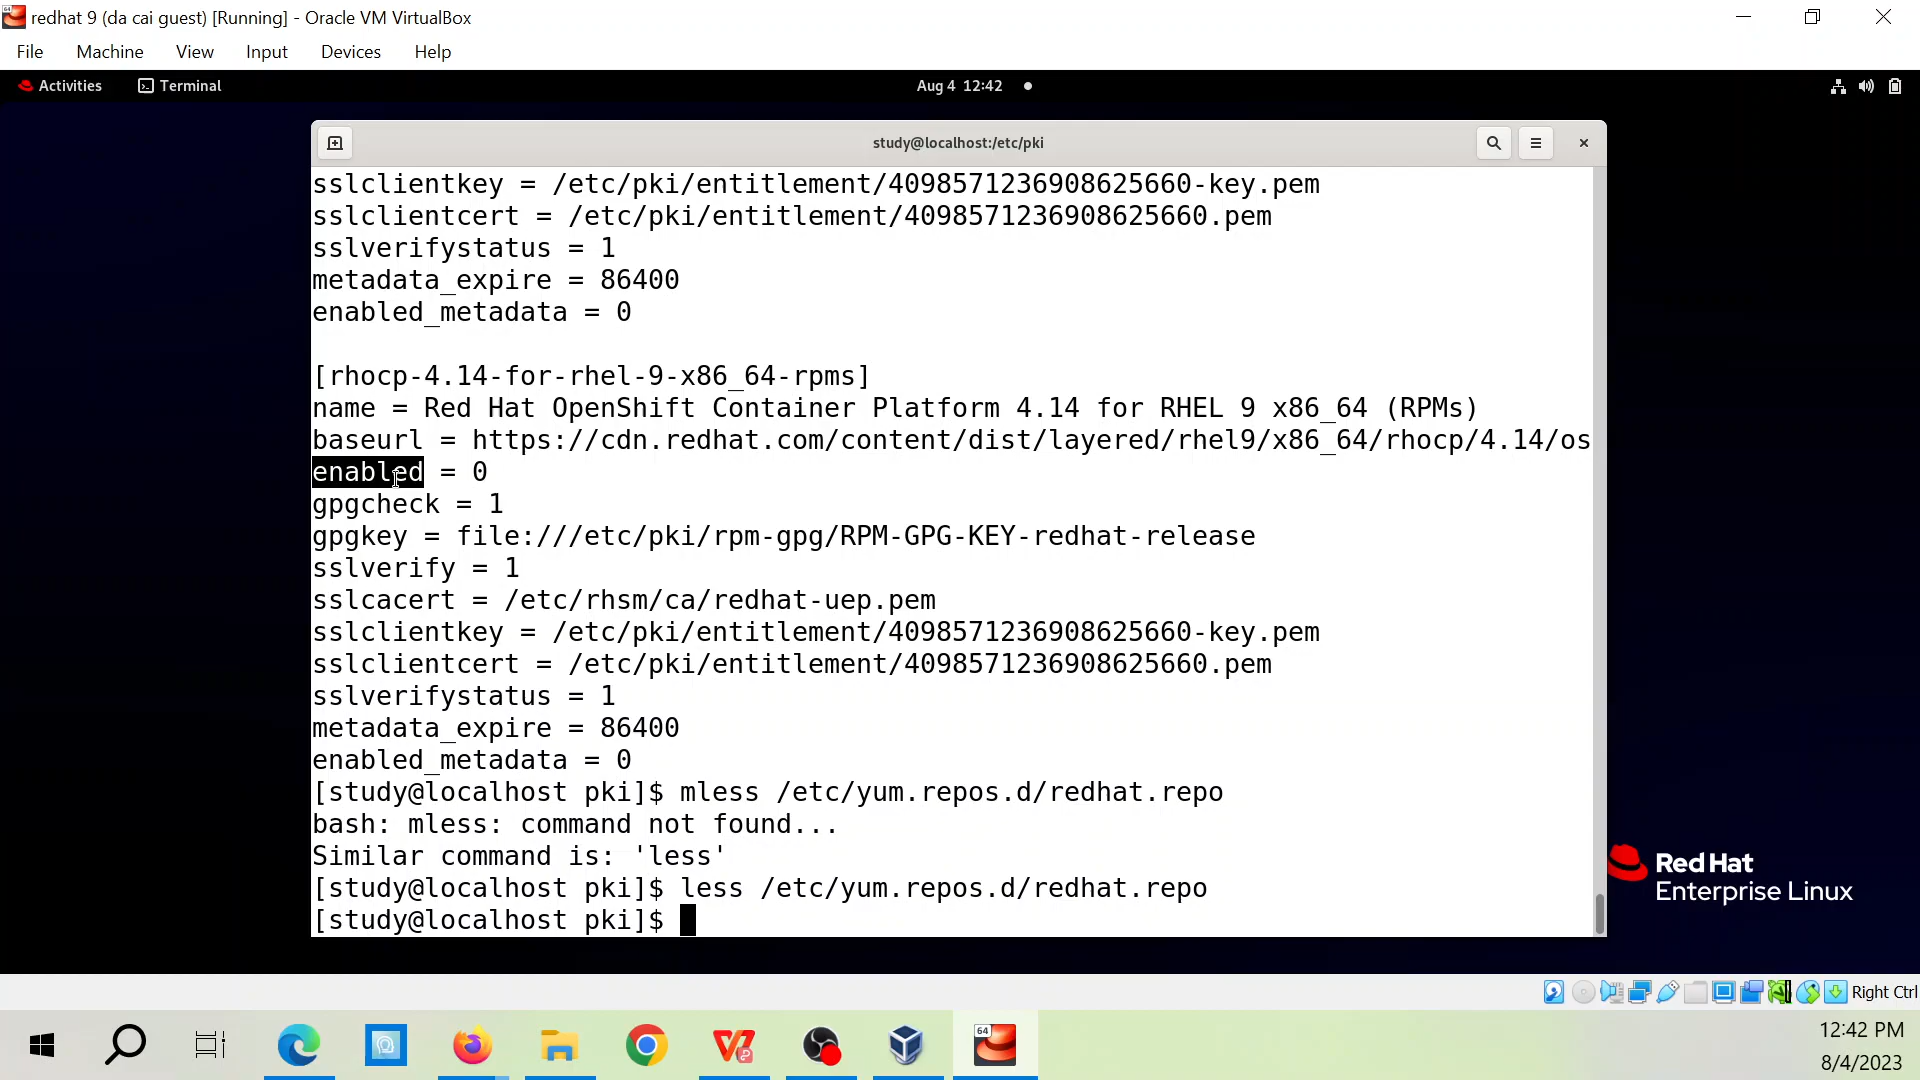 redhat 9 (da cai guest) [Running] - Oracle VM VirtualBox
File Machine View Input Devices Help
Activities Terminal Aug 4 12:42
study@localhost:/etc/pki
sslclientkey = /etc/pki/entitlement/4098571236908625660-key.pem
sslclientcert = /etc/pki/entitlement/4098571236908625660.pem
sslverifystatus = 1
metadata_expire = 86400
enabled_metadata = 0
[rhocp-4.14-for-rhel-9-x86_64-rpms]
name = Red Hat OpenShift Container Platform 4.14 for RHEL 9 x86_64 (RPMs)
baseurl = https://cdn.redhat.com/content/dist/layered/rhel9/x86_64/rhocp/4.14/os
enabled = 0
gpgcheck = 1
gpgkey = file:///etc/pki/rpm-gpg/RPM-GPG-KEY-redhat-release
sslverify = 1
sslcacert = /etc/rhsm/ca/redhat-uep.pem
sslclientkey = /etc/pki/entitlement/4098571236908625660-key.pem
sslclientcert = /etc/pki/entitlement/4098571236908625660.pem
sslverifystatus = 1
metadata_expire = 86400
enabled_metadata = 0
[study@localhost pki]$ mless /etc/yum.repos.d/redhat.repo
bash: mless: command not found...
Similar command is: 'less'
[study@localhost pki]$ less /etc/yum.repos.d/redhat.repo
[study@localhost pki]$
Red Hat
Enterprise Linux
Right Ctrl
64
12:42 PM
8/4/2023